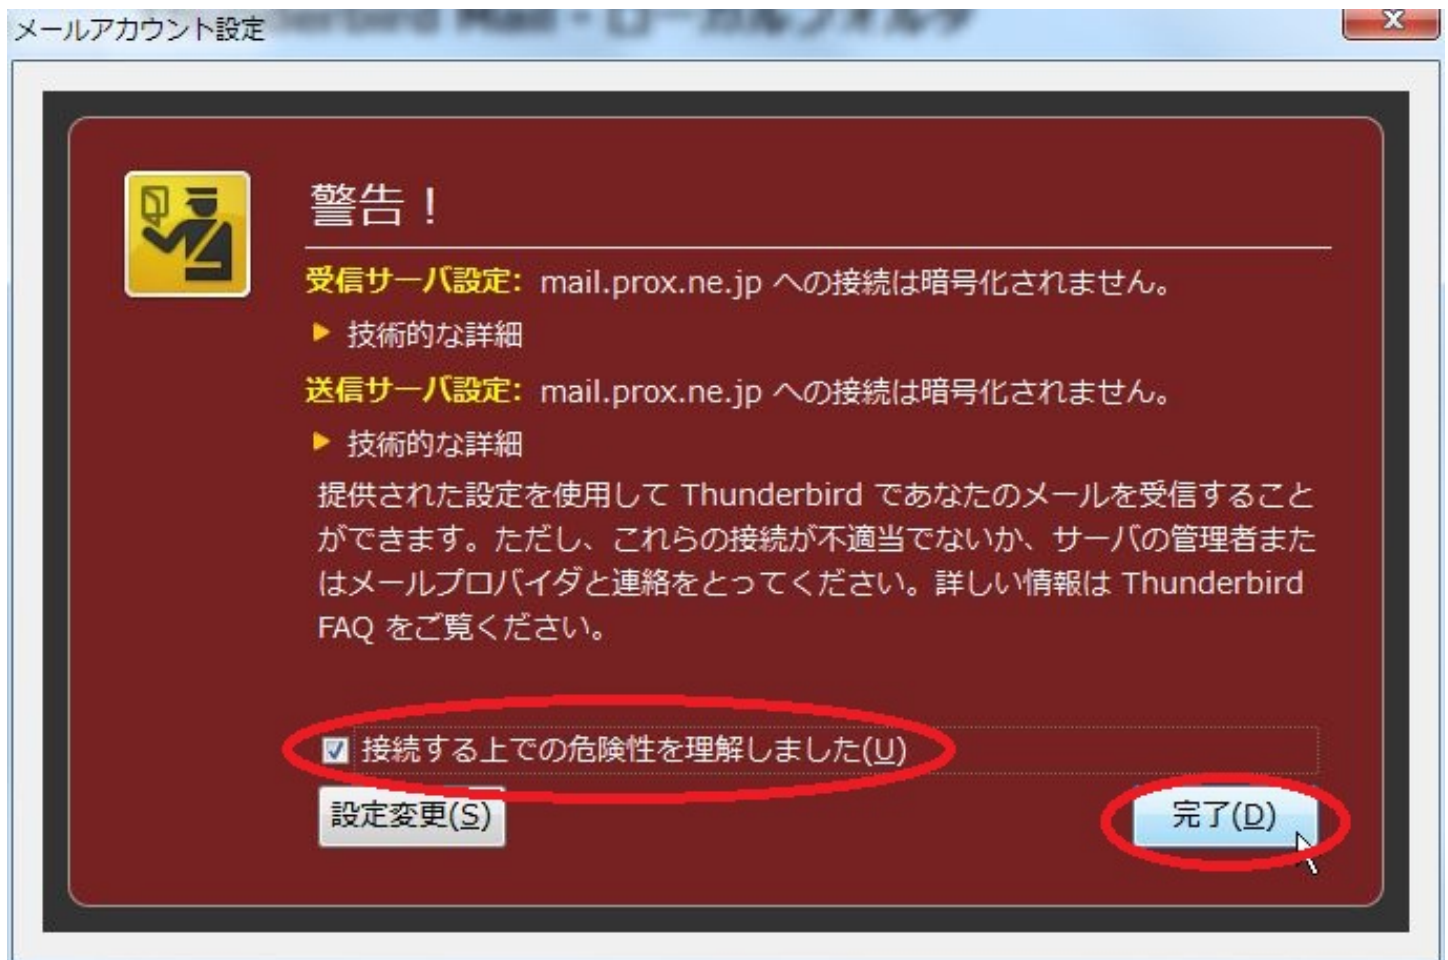 メールアカウント設定
警告！
受信サーバ設定: mail.prox.ne.jp への接続は暗号化されません。
技術的な詳細
送信サーバ設定: mail.prox.ne.jp への接続は暗号化されません。
技術的な詳細
提供された設定を使用して Thunderbird であなたのメールを受信すること
ができます。ただし、これらの接続が不適当でないか、サーバの管理者また
はメールプロバイダと連絡をとってください。詳しい情報は Thunderbird
FAQ をご覧ください。
接続する上での危険性を理解しました(U)
設定変更(S) 完了(D)